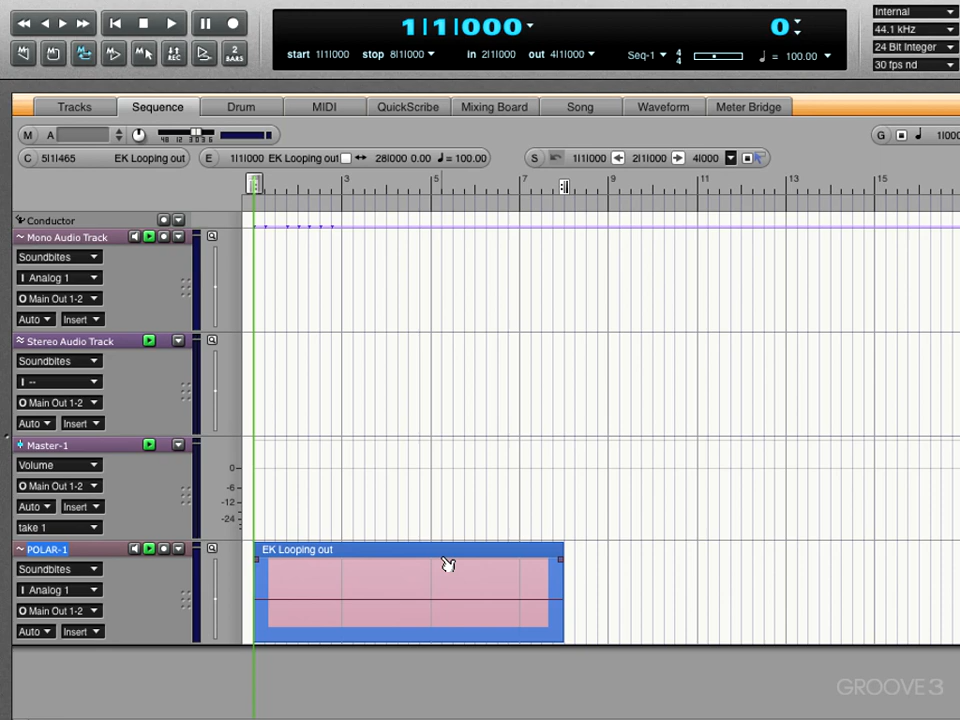 1|1|000
0
start 1|1|000 stop 8|1|000 in 2|1|000 out 4|1|000 Seq-1 4 4 = 100.00
Internal
44.1 kHz
24 Bit Integer
30 fps nd
REC
2 BARS
Tracks Sequence Drum MIDI QuickScribe Mixing Board Song Waveform Meter Bridge
M A G 1|00
C 5|1|465 EK Looping out E 1|1|000 EK Looping out 28|000 0.00 = 100.00 S 1|1|000 2|1|000 4|000
3 5 7 9 11 13 15
Conductor
Mono Audio Track
Soundbites
I Analog 1
O Main Out 1-2
Auto Insert
Stereo Audio Track
Soundbites
I --
O Main Out 1-2
Auto Insert
Master-1
Volume
O Main Out 1-2
Auto Insert
take 1
0
-6
-12
-24
POLAR-1
Soundbites
I Analog 1
O Main Out 1-2
Auto Insert
EK Looping out
GROOVE3